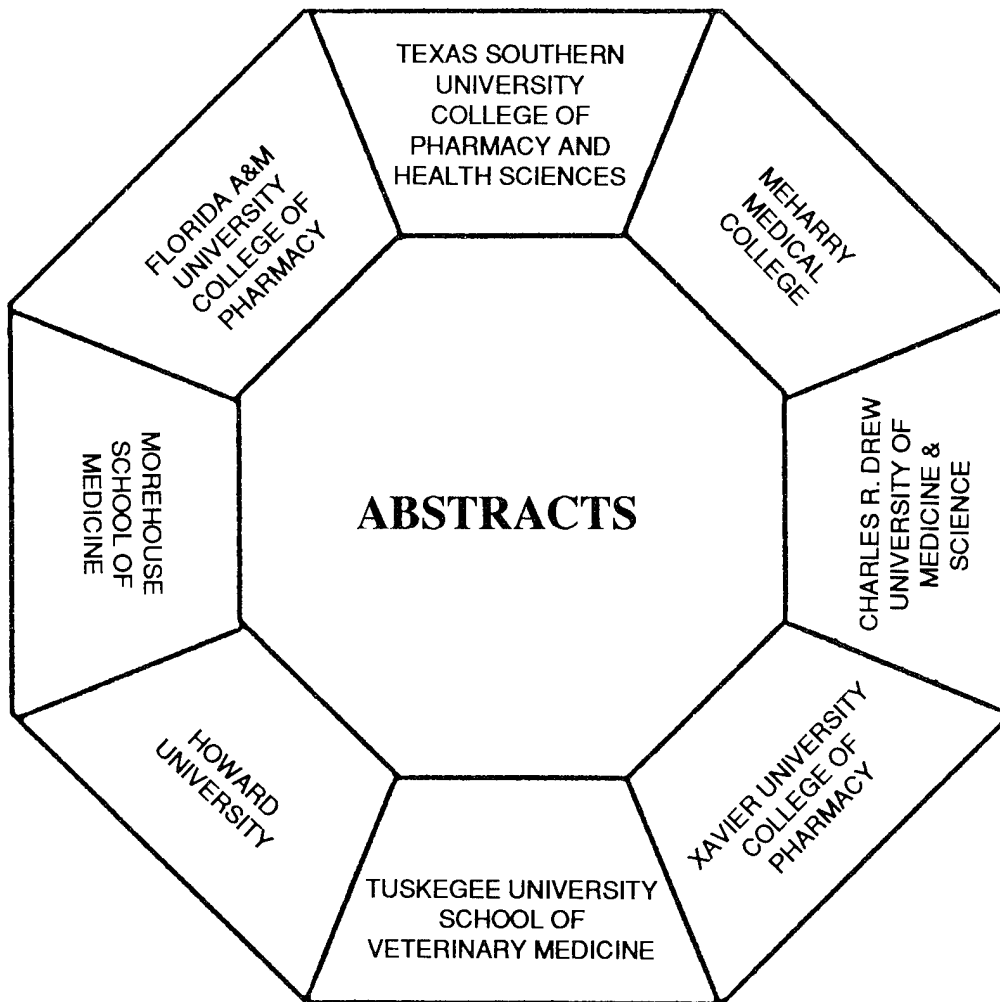 TEXAS SOUTHERN
UNIVERSITY
COLLEGE OF
PHARMACY AND
HEALTH SCIENCES
MEHARRY
MEDICAL
COLLEGE
CHARLES R. DREW
UNIVERSITY OF
MEDICINE &
SCIENCE
XAVIER UNIVERSITY
COLLEGE OF
PHARMACY
TUSKEGEE UNIVERSITY
SCHOOL OF
VETERINARY MEDICINE
HOWARD
UNIVERSITY
MOREHOUSE
SCHOOL OF
MEDICINE
FLORIDA A&M
UNIVERSITY
COLLEGE OF
PHARMACY
ABSTRACTS